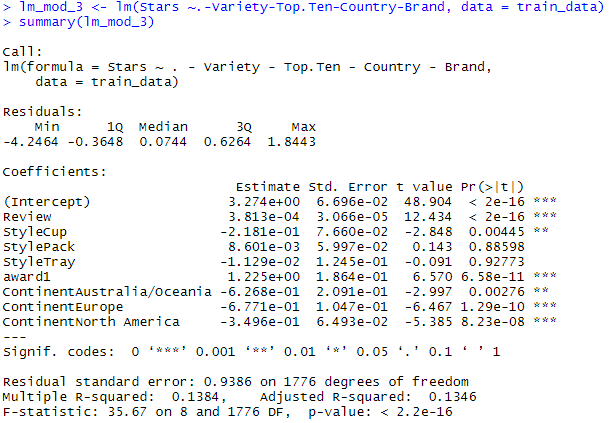 > lm_mod_3 <- lm(Stars ~.-Variety-Top.Ten-Country-Brand, data = train_data)
> summary(lm_mod_3)
Call:
lm(formula = Stars ~ . - Variety - Top.Ten - Country - Brand,
    data = train_data)
Residuals:
    Min      1Q  Median      3Q     Max
-4.2464 -0.3648  0.0744  0.6264  1.8443
Coefficients:
                             Estimate Std. Error t value Pr(>|t|)
(Intercept)                 3.274e+00  6.696e-02  48.904  < 2e-16 ***
Review                      3.813e-04  3.066e-05  12.434  < 2e-16 ***
StyleCup                   -2.181e-01  7.660e-02  -2.848  0.00445 **
StylePack                   8.601e-03  5.997e-02   0.143  0.88598
StyleTray                  -1.129e-02  1.245e-01  -0.091  0.92773
award1                      1.225e+00  1.864e-01   6.570 6.58e-11 ***
ContinentAustralia/Oceania -6.268e-01  2.091e-01  -2.997  0.00276 **
ContinentEurope            -6.771e-01  1.047e-01  -6.467 1.29e-10 ***
ContinentNorth America     -3.496e-01  6.493e-02  -5.385 8.23e-08 ***
---
Signif. codes:  0 ‘***’ 0.001 ‘**’ 0.01 ‘*’ 0.05 ‘.’ 0.1 ‘ ’ 1
Residual standard error: 0.9386 on 1776 degrees of freedom
Multiple R-squared:  0.1384,    Adjusted R-squared:  0.1346
F-statistic: 35.67 on 8 and 1776 DF,  p-value: < 2.2e-16